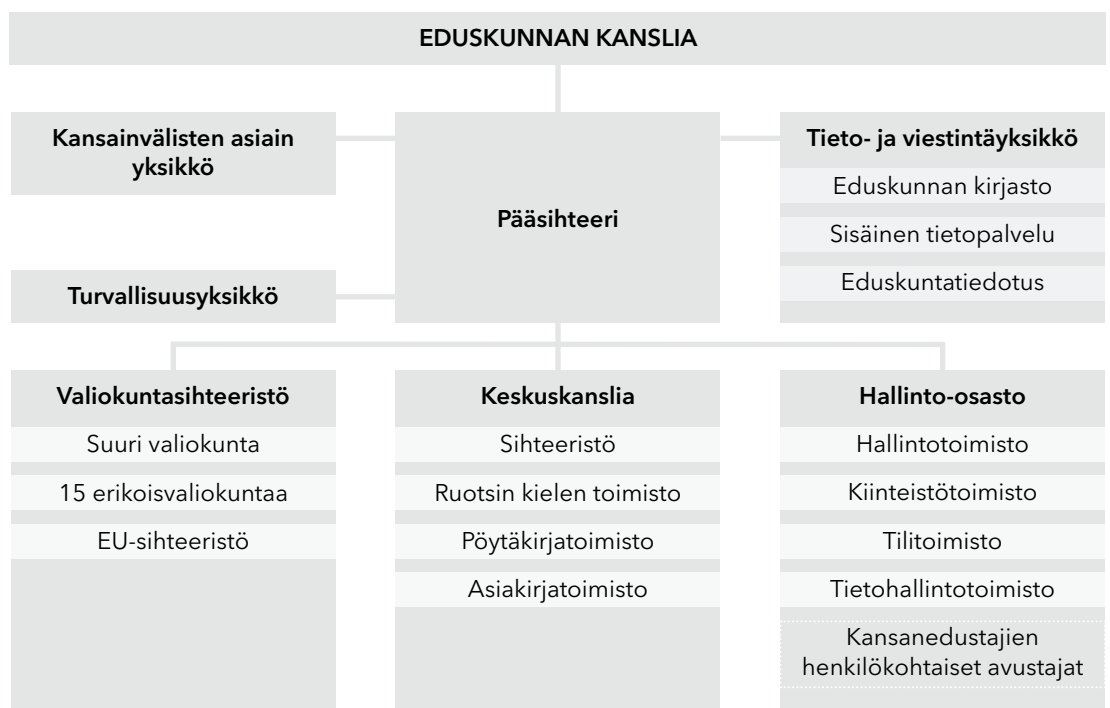 EDUSKUNNAN KANSLIA
Kansainvälisten asiain
yksikkö
Turvallisuusyksikkö
Pääsihteeri
Tieto- ja viestintäyksikkö
Eduskunnan kirjasto
Sisäinen tietopalvelu
Eduskuntatiedotus
Valiokuntasihteeristö
Suuri valiokunta
15 erikoisvaliokuntaa
EU-sihteeristö
Keskuskanslia
Sihteeristö
Ruotsin kielen toimisto
Pöytäkirjatoimisto
Asiakirjatoimisto
Hallinto-osasto
Hallintotoimisto
Kiinteistötoimisto
Tilitoimisto
Tietohallintotoimisto
Kansanedustajien
henkilökohtaiset avustajat